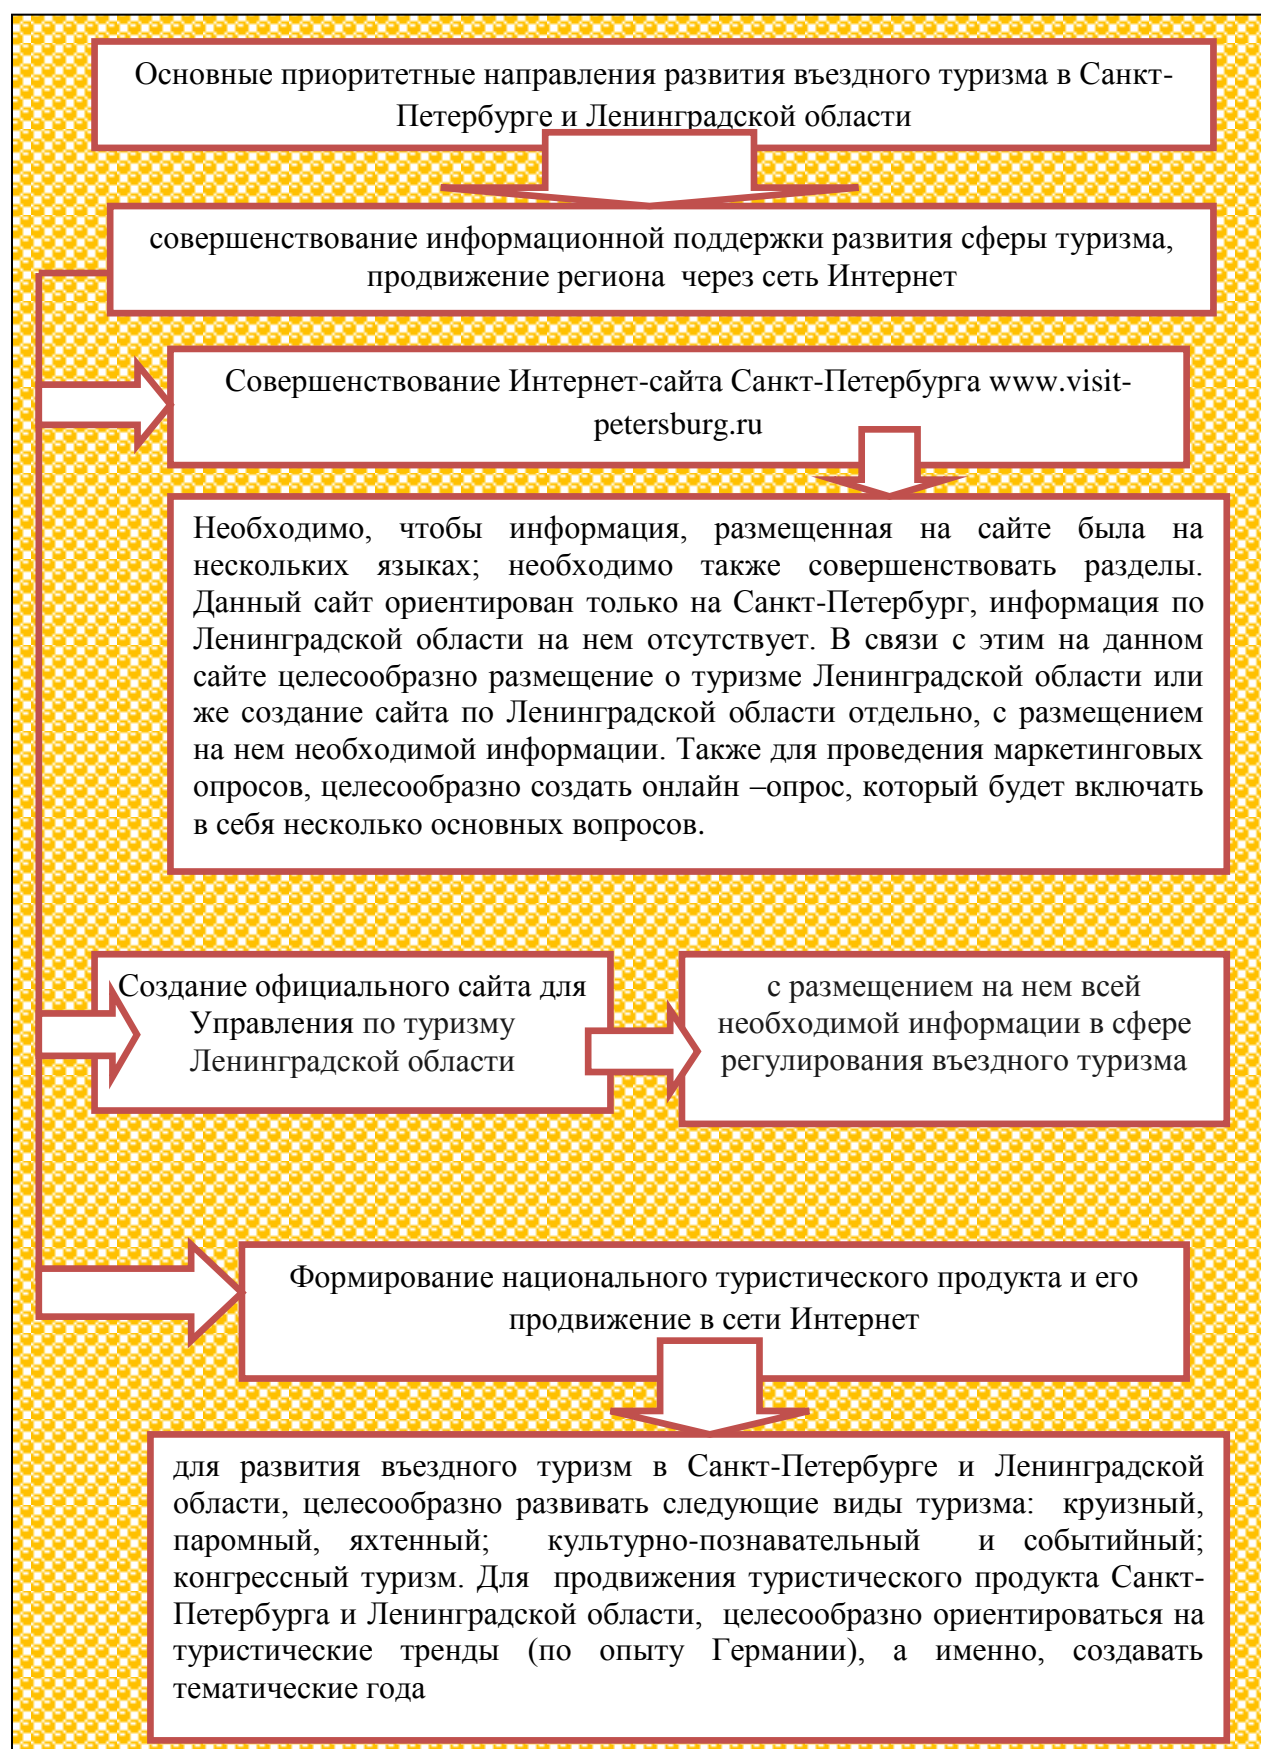 Основные приоритетные направления развития въездного туризма в Санкт-
Петербурге и Ленинградской области
совершенствование информационной поддержки развития сферы туризма,
продвижение региона через сеть Интернет
Совершенствование Интернет-сайта Санкт-Петербурга www.visit-
petersburg.ru
Необходимо, чтобы информация, размещенная на сайте была на
нескольких языках; необходимо также совершенствовать разделы.
Данный сайт ориентирован только на Санкт-Петербург, информация по
Ленинградской области на нем отсутствует. В связи с этим на данном
сайте целесообразно размещение о туризме Ленинградской области или
же создание сайта по Ленинградской области отдельно, с размещением
на нем необходимой информации. Также для проведения маркетинговых
опросов, целесообразно создать онлайн –опрос, который будет включать
в себя несколько основных вопросов.
Создание официального сайта для
Управления по туризму
Ленинградской области
с размещением на нем всей
необходимой информации в сфере
регулирования въездного туризма
Формирование национального туристического продукта и его
продвижение в сети Интернет
для развития въездного туризм в Санкт-Петербурге и Ленинградской
области, целесообразно развивать следующие виды туризма: круизный,
паромный, яхтенный; культурно-познавательный и событийный;
конгрессный туризм. Для продвижения туристического продукта Санкт-
Петербурга и Ленинградской области, целесообразно ориентироваться на
туристические тренды (по опыту Германии), а именно, создавать
тематические года